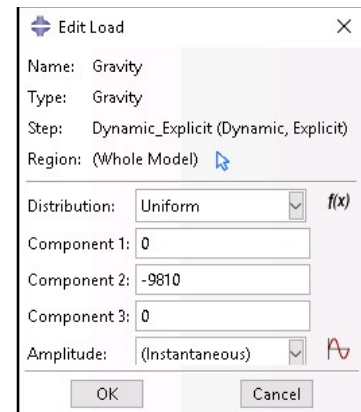 Edit Load
Name: Gravity
Type: Gravity
Step: Dynamic_Explicit (Dynamic, Explicit)
Region: (Whole Model)
Distribution: Uniform f(x)
Component 1: 0
Component 2: -9810
Component 3: 0
Amplitude: (Instantaneous)
OK Cancel